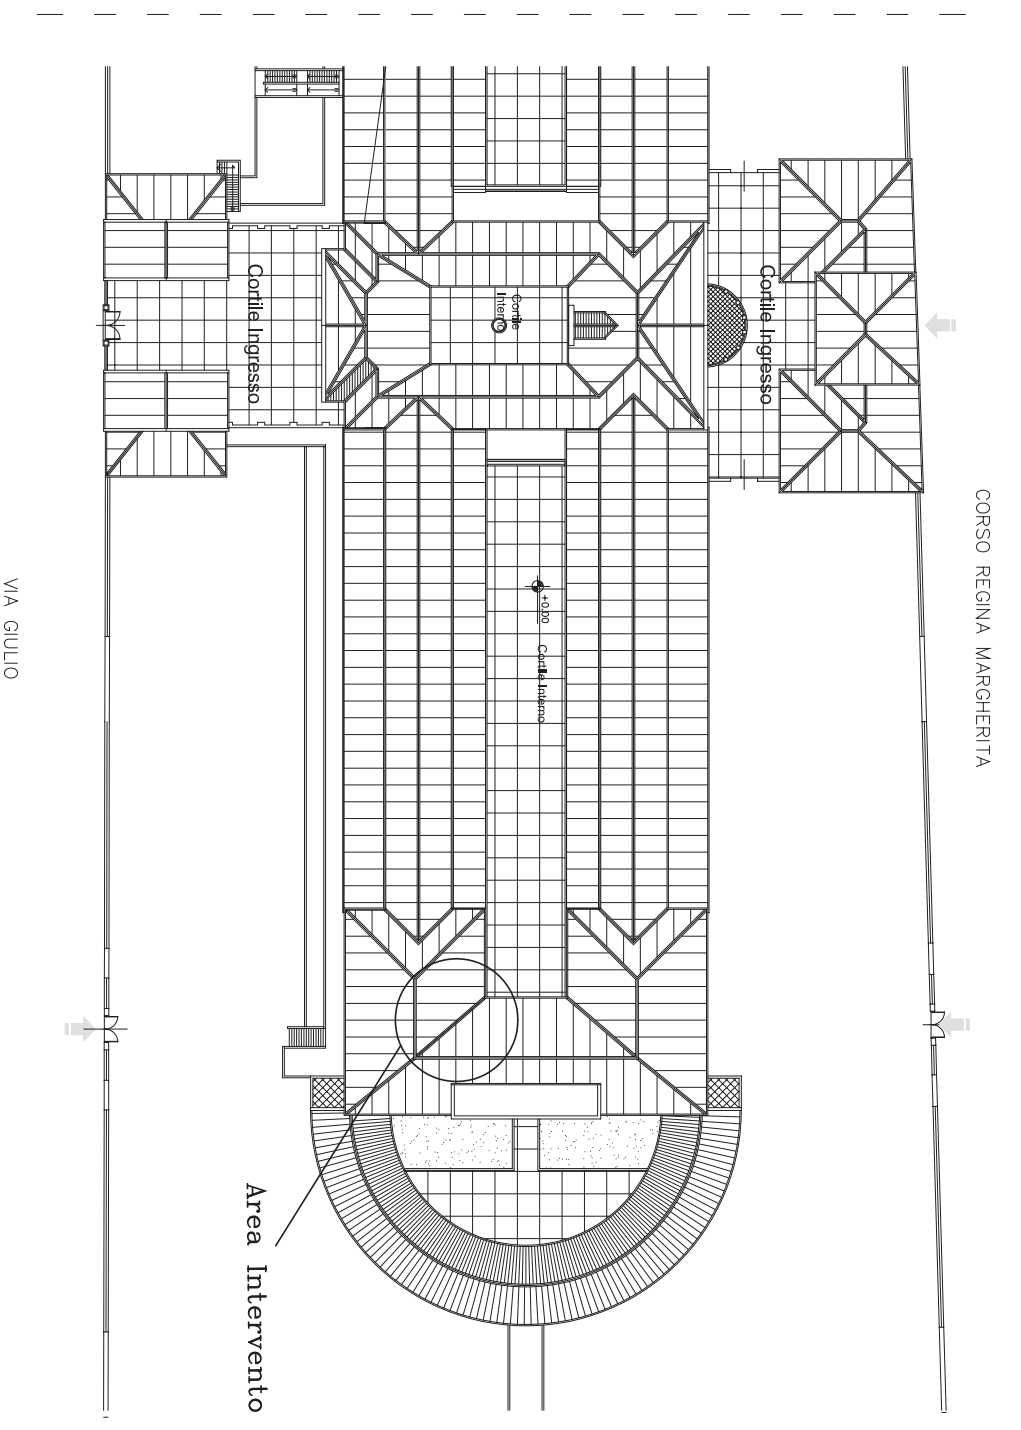 CORSO REGINA MARGHERITA
Cortile Ingresso
Cortile
Interno
Cortile Ingresso
+0.00
Cortile Interno
VIA GIULIO
Area Intervento